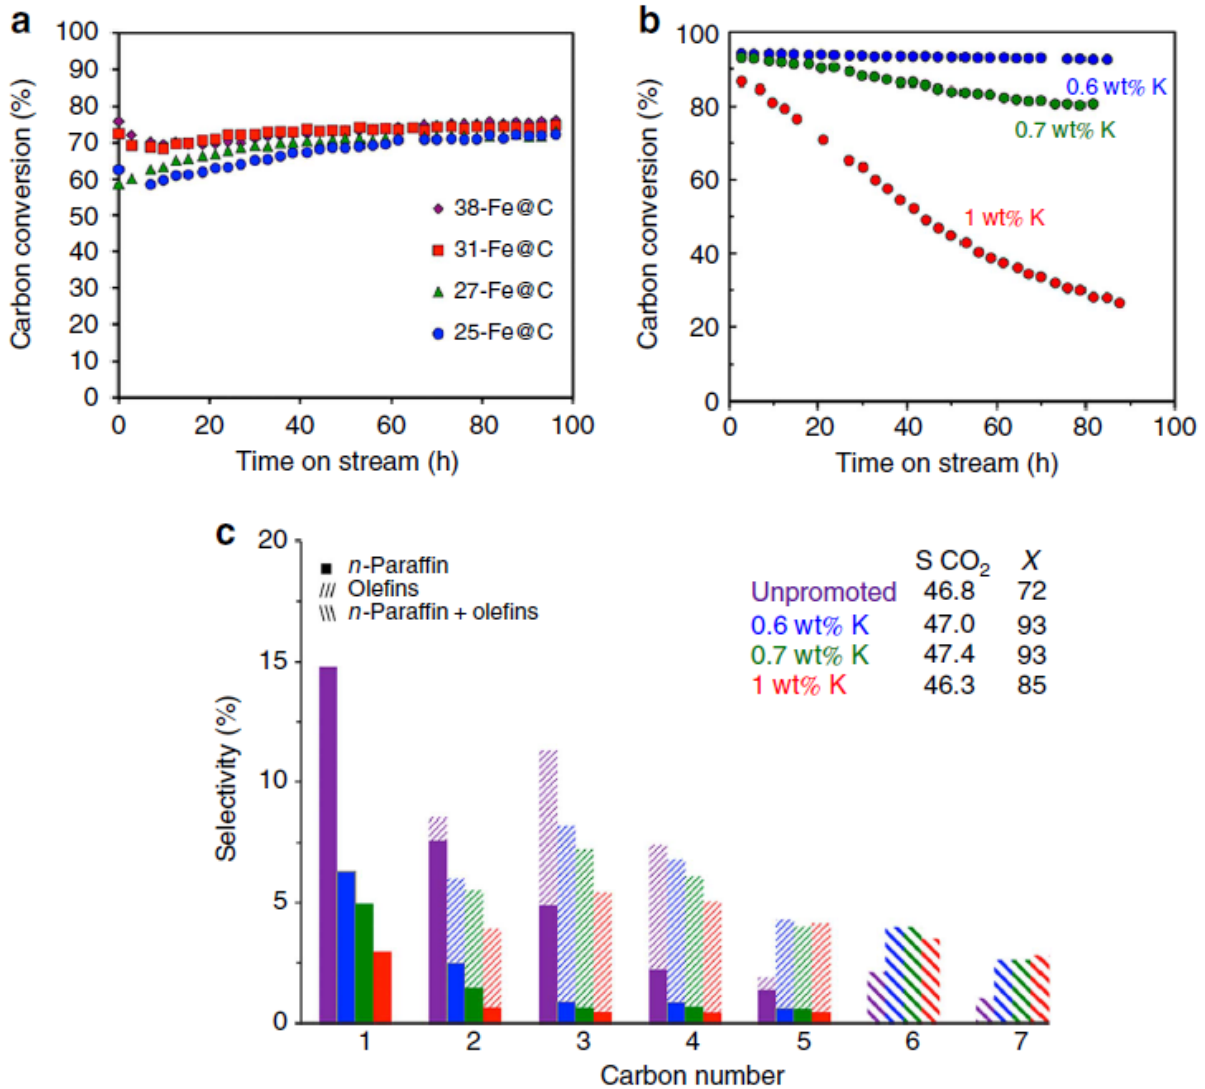 a
Carbon conversion (%)
100
90
80
70
60
50
40
30
20
10
0
38-Fe@C
31-Fe@C
27-Fe@C
25-Fe@C
0 20 40 60 80 100
Time on stream (h)
b
Carbon conversion (%)
100
80
60
40
20
0
0.6 wt% K
0.7 wt% K
1 wt% K
0 20 40 60 80 100
Time on stream (h)
c
Selectivity (%)
20
15
10
5
0
n-Paraffin
Olefins
n-Paraffin + olefins
S CO₂ X
Unpromoted 46.8 72
0.6 wt% K 47.0 93
0.7 wt% K 47.4 93
1 wt% K 46.3 85
1 2 3 4 5 6 7
Carbon number